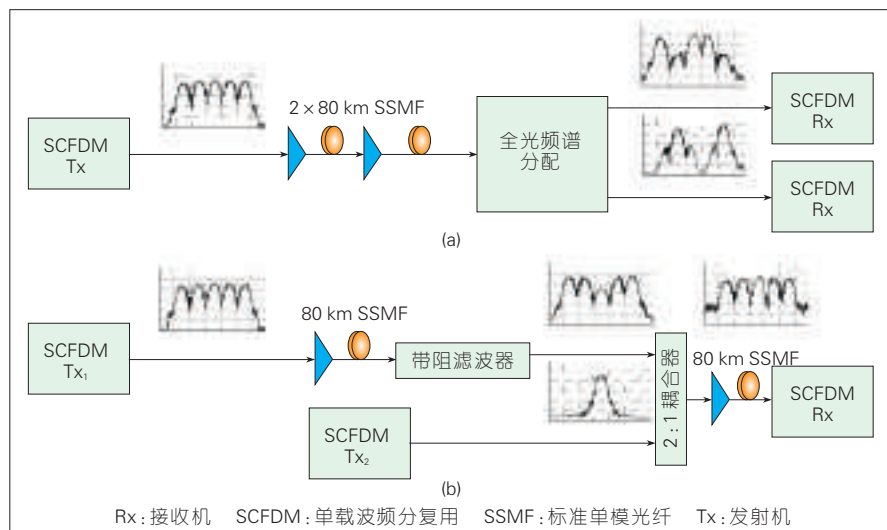 SCFDM
Tx
2×80 km SSMF
全光频谱
分配
SCFDM
Rx
SCFDM
Rx
(a)
SCFDM
Tx₁
80 km SSMF
带阻滤波器
SCFDM
Tx₂
2:1耦合器
80 km SSMF
SCFDM
Rx
(b)
Rx:接收机 SCFDM:单载波频分复用 SSMF:标准单模光纤 Tx:发射机